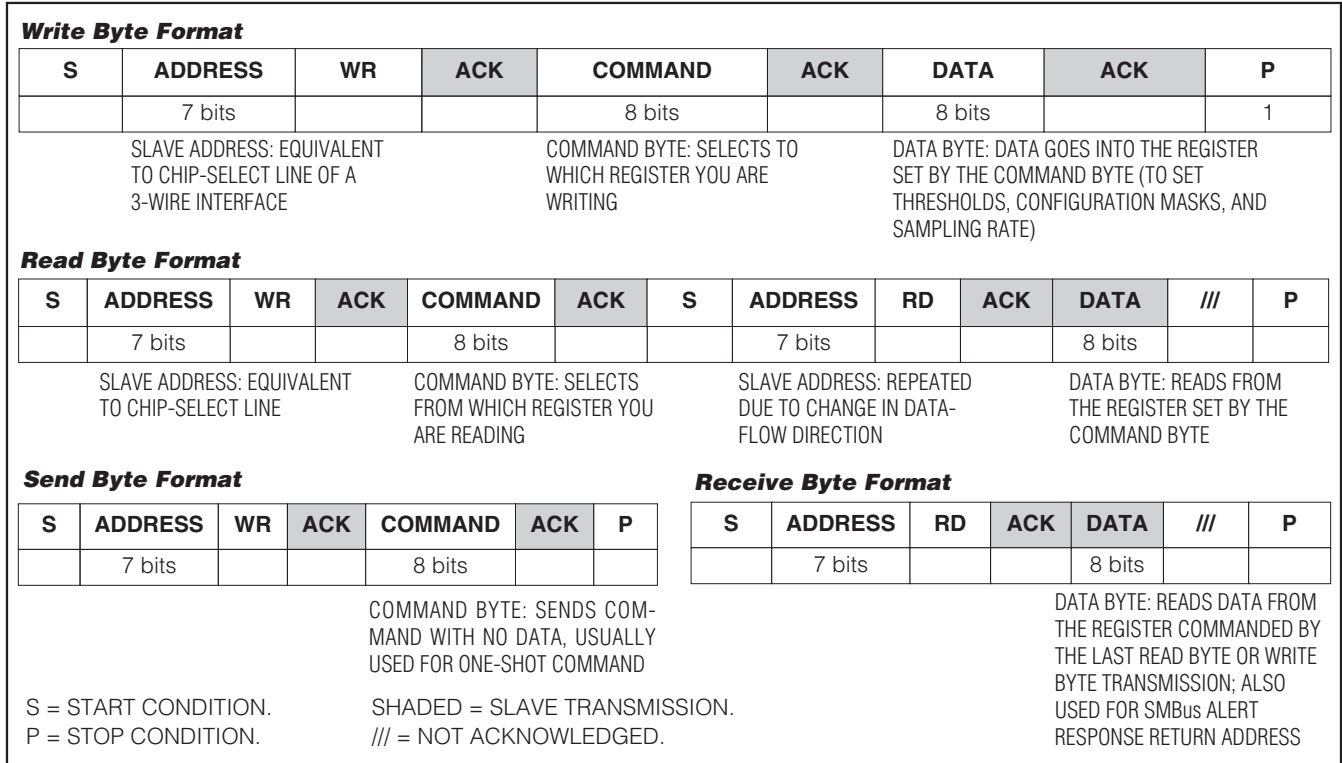 Write Byte Format
S ADDRESS WR ACK COMMAND ACK DATA ACK P
7 bits 8 bits 8 bits 1
SLAVE ADDRESS: EQUIVALENT
TO CHIP-SELECT LINE OF A
3-WIRE INTERFACE
COMMAND BYTE: SELECTS TO
WHICH REGISTER YOU ARE
WRITING
DATA BYTE: DATA GOES INTO THE REGISTER
SET BY THE COMMAND BYTE (TO SET
THRESHOLDS, CONFIGURATION MASKS, AND
SAMPLING RATE)
Read Byte Format
S ADDRESS WR ACK COMMAND ACK S ADDRESS RD ACK DATA /// P
7 bits 8 bits 7 bits 8 bits
SLAVE ADDRESS: EQUIVALENT
TO CHIP-SELECT LINE
COMMAND BYTE: SELECTS
FROM WHICH REGISTER YOU
ARE READING
SLAVE ADDRESS: REPEATED
DUE TO CHANGE IN DATA-
FLOW DIRECTION
DATA BYTE: READS FROM
THE REGISTER SET BY THE
COMMAND BYTE
Send Byte Format
S ADDRESS WR ACK COMMAND ACK P
7 bits 8 bits
COMMAND BYTE: SENDS COM-
MAND WITH NO DATA, USUALLY
USED FOR ONE-SHOT COMMAND
Receive Byte Format
S ADDRESS RD ACK DATA /// P
7 bits 8 bits
DATA BYTE: READS DATA FROM
THE REGISTER COMMANDED BY
THE LAST READ BYTE OR WRITE
BYTE TRANSMISSION; ALSO
USED FOR SMBus ALERT
RESPONSE RETURN ADDRESS
S = START CONDITION. SHADED = SLAVE TRANSMISSION.
P = STOP CONDITION. /// = NOT ACKNOWLEDGED.